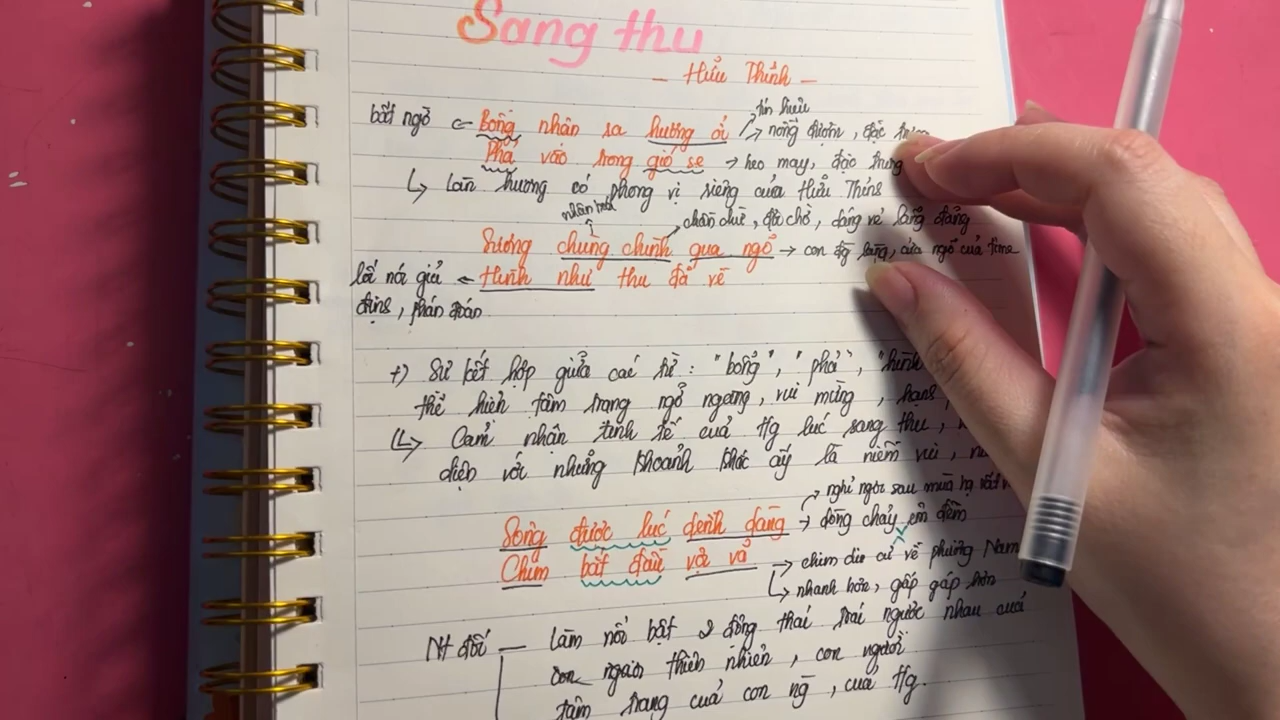 Sang thu
- Hữu Thỉnh -
tín hiệu
bất ngờ ← Bỗng nhận ra hương ổi → nồng đượm, đặc
Phả vào trong gió se → heo may, đặc trưng
↳ Làn hương có phong vị riêng của Hữu Thỉnh
nhân hoá chần chừ, đợi chờ, dáng vẻ lãng đãng
Sương chùng chình qua ngõ → con đg làng, cửa ngõ của time
lối nói giả ← Hình như thu đã về
định, phán đoán
+) Sự kết hợp giữa các từ: "bỗng", "phả", "hình
thể hiện tâm trạng ngỡ ngàng, vui mừng,
↳ Cảm nhận tinh tế của tg lúc sang thu,
diện với những khoảnh khắc ấy là niềm vui,
nghỉ ngơi sau mùa hạ vất
Sông được lúc dềnh dàng → dòng chảy êm đềm
Chim bắt đầu vội vã → chim di cư về phương Nam
↳ nhanh hơn, gấp gáp hơn
NT đối — làm nổi bật 2 động thái trái ngược nhau của
con người thiên nhiên, con người
tâm trạng của con ng, của tg.